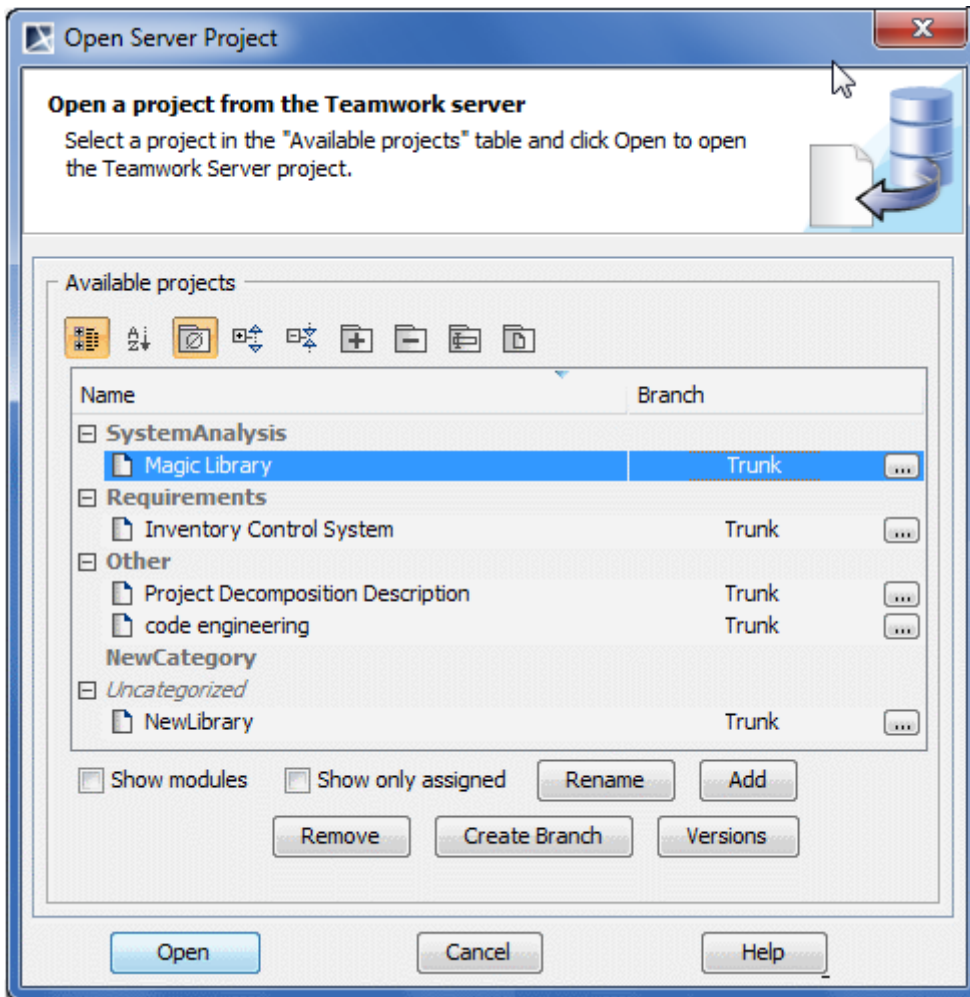 Open Server Project
Open a project from the Teamwork server
Select a project in the "Available projects" table and click Open to open
the Teamwork Server project.
Available projects
Name Branch
SystemAnalysis
Magic Library Trunk ...
Requirements
Inventory Control System Trunk ...
Other
Project Decomposition Description Trunk ...
code engineering Trunk ...
NewCategory
Uncategorized
NewLibrary Trunk ...
Show modules Show only assigned Rename Add
Remove Create Branch Versions
Open Cancel Help